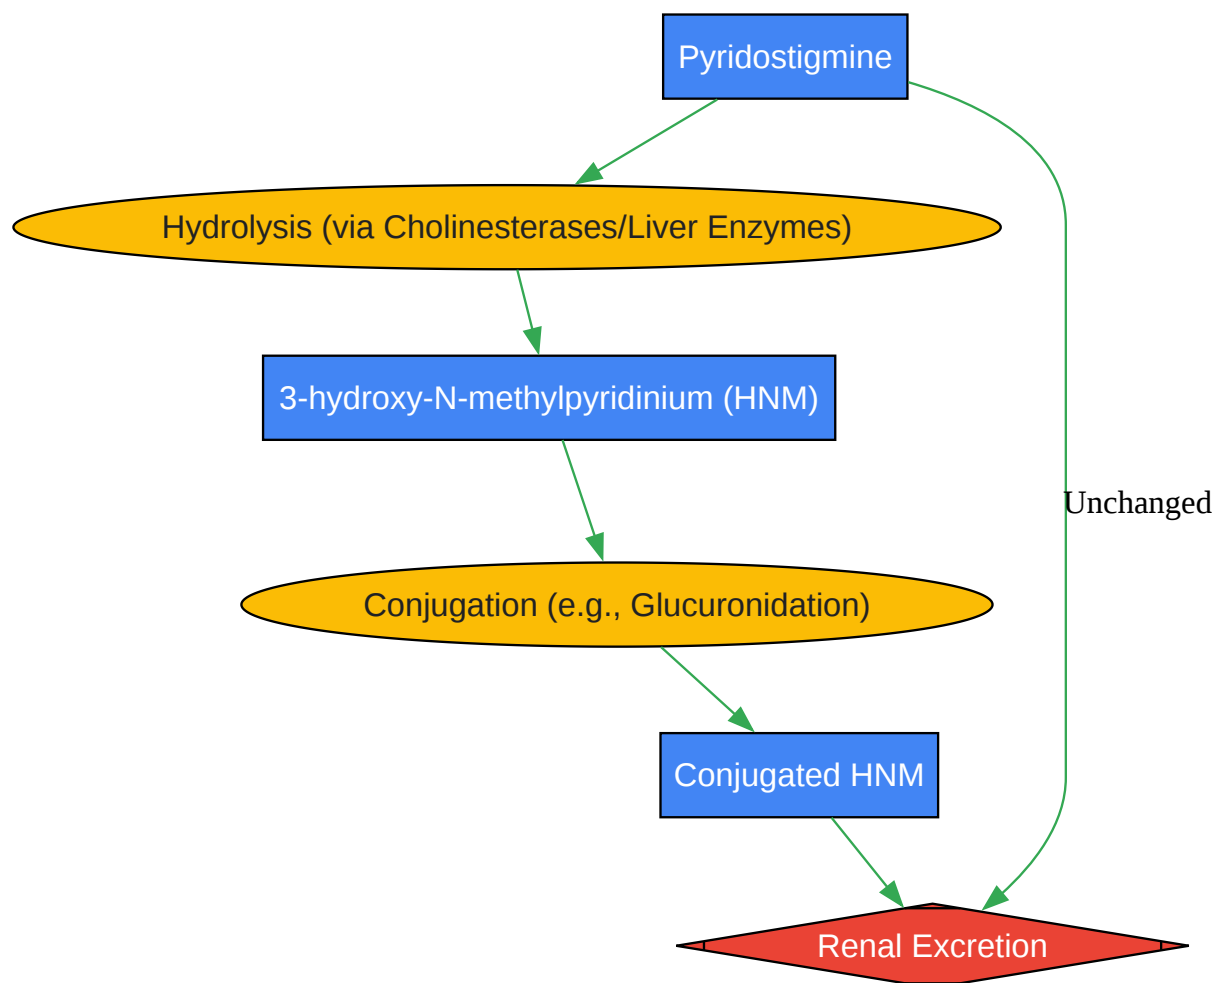 Pyridostigmine
Hydrolysis (via Cholinesterases/Liver Enzymes)
3-hydroxy-N-methylpyridinium (HNM)
Unchanged
Conjugation (e.g., Glucuronidation)
Conjugated HNM
Renal Excretion